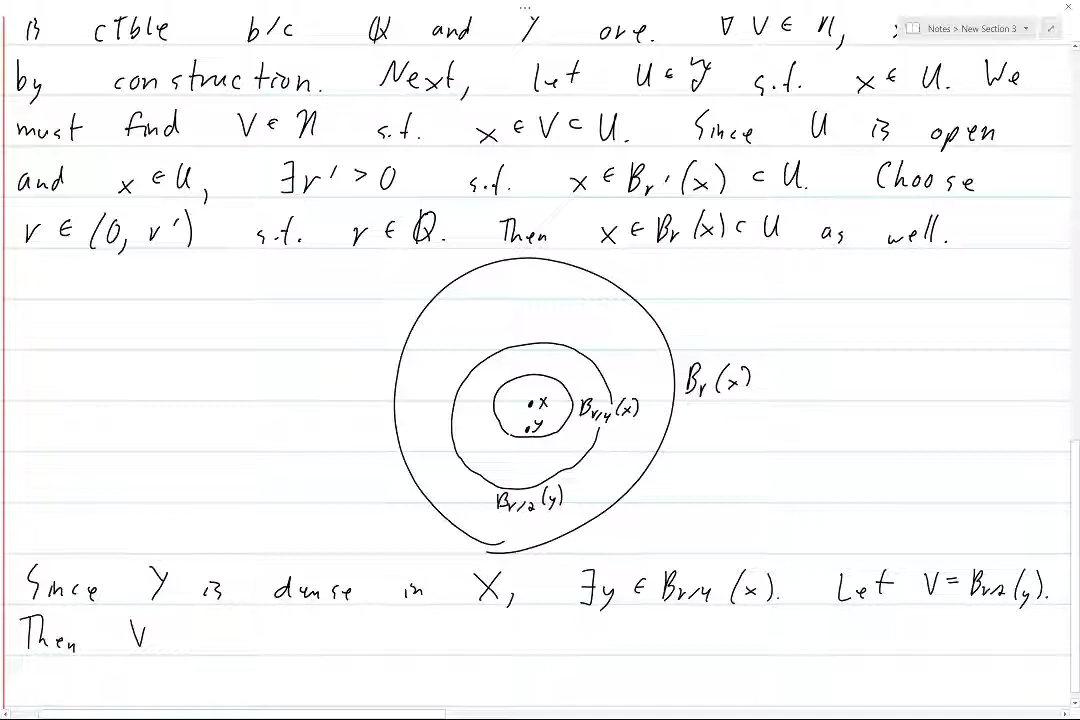 is ctble b/c ℚ and Y are. ∀ V ∈ 𝒩,
Notes > New Section 3
by construction. Next, let U ∈ 𝒯 s.t. x ∈ U. We
must find V ∈ 𝒩 s.t. x ∈ V ⊂ U. Since U is open
and x ∈ U, ∃ r' > 0 s.t. x ∈ B_r'(x) ⊂ U. Choose
r ∈ (0, r') s.t. r ∈ ℚ. Then x ∈ B_r(x) ⊂ U as well.
B_r(x)
x
B_r/4(x)
y
B_r/2(y)
Since Y is dense in X, ∃ y ∈ B_r/4(x). Let V = B_r/2(y).
Then V